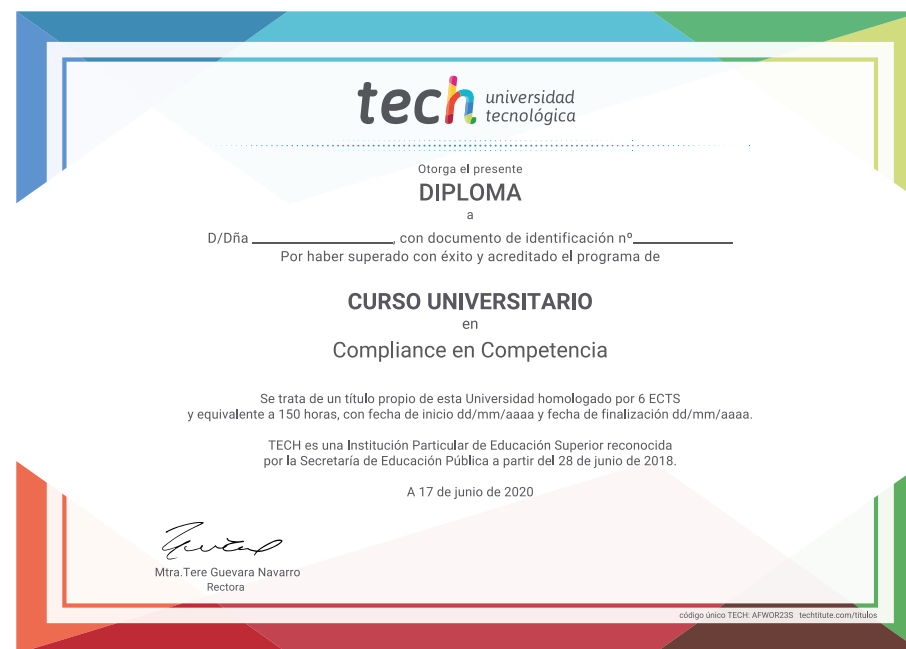 tech universidad
tecnológica
Otorga el presente
DIPLOMA
a
D/Dña ____________________, con documento de identificación nº______________
Por haber superado con éxito y acreditado el programa de
CURSO UNIVERSITARIO
en
Compliance en Competencia
Se trata de un título propio de esta Universidad homologado por 6 ECTS
y equivalente a 150 horas, con fecha de inicio dd/mm/aaaa y fecha de finalización dd/mm/aaaa.
TECH es una Institución Particular de Educación Superior reconocida
por la Secretaría de Educación Pública a partir del 28 de junio de 2018.
A 17 de junio de 2020
Mtra.Tere Guevara Navarro
Rectora
código único TECH: AFWOR23S techtitute.com/titulos